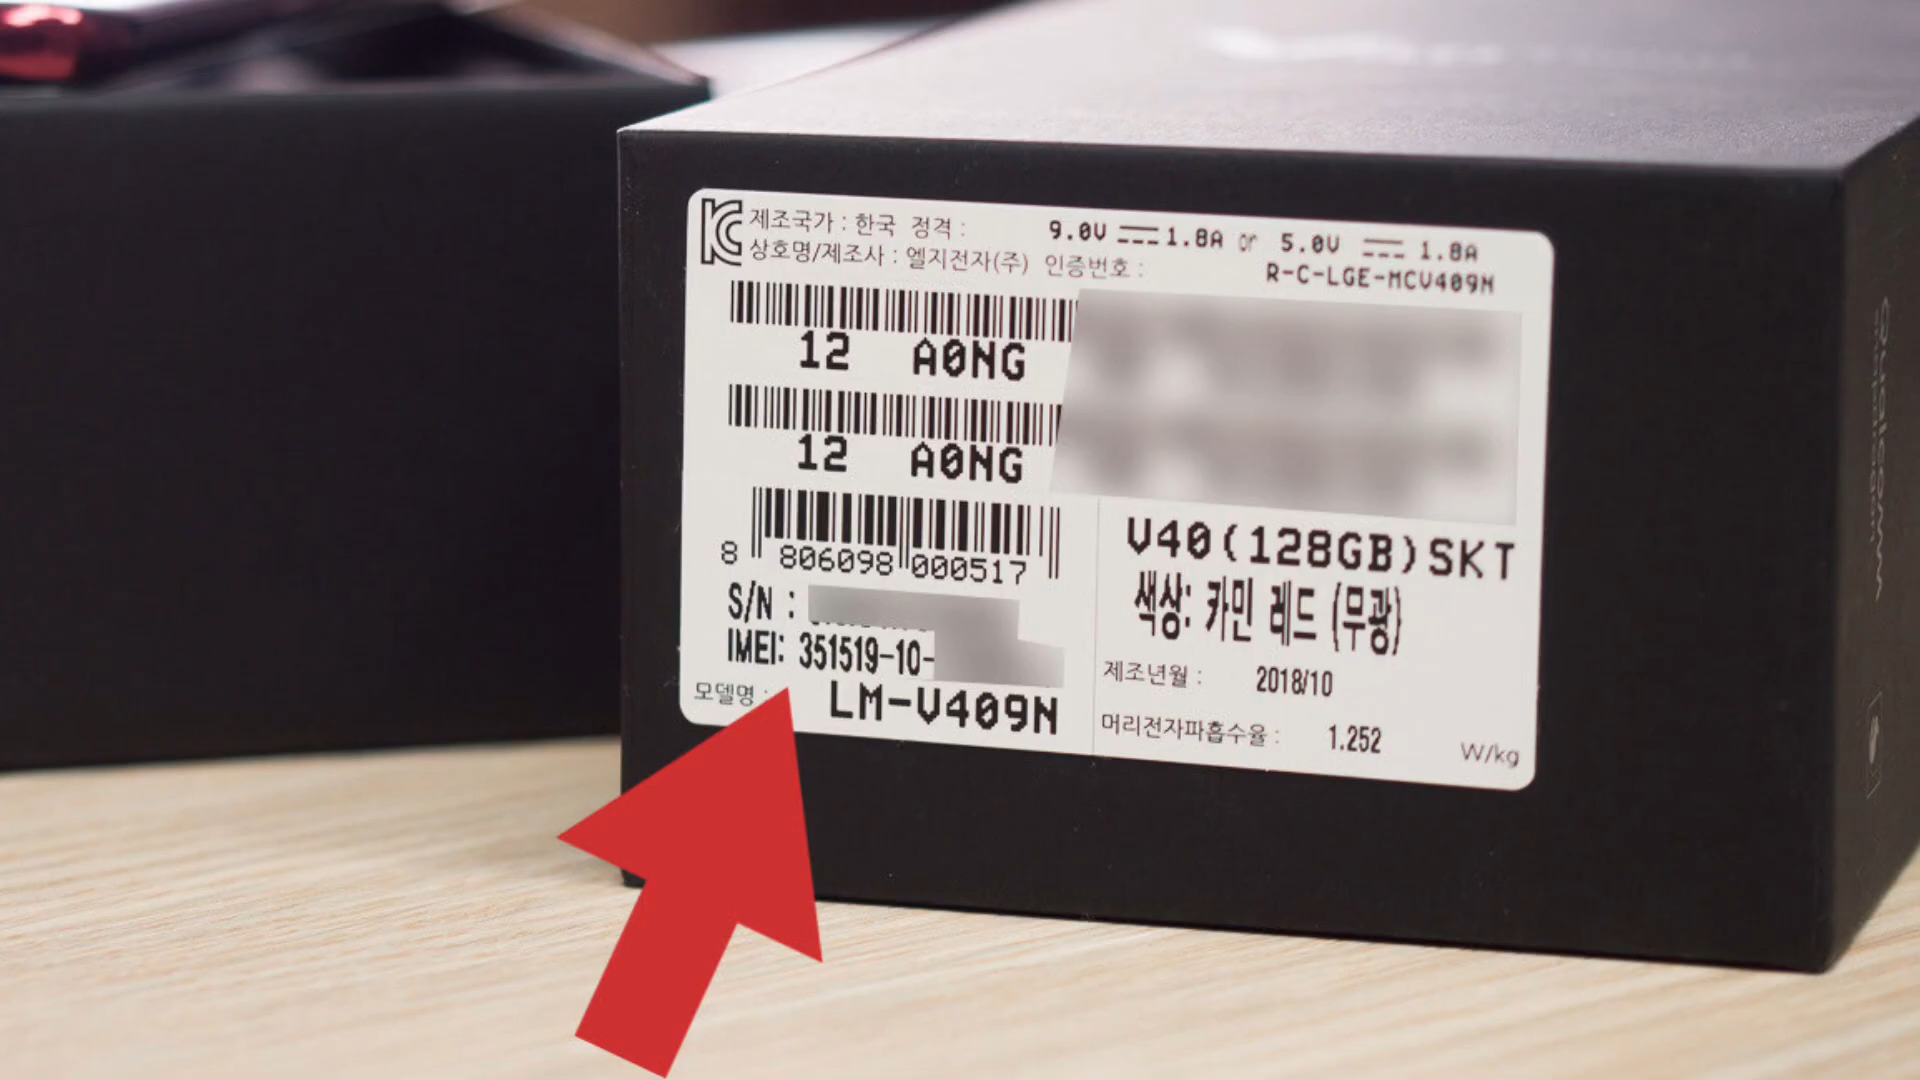 KC 제조국가 : 한국 정격 : 9.0V 1.8A or 5.0V 1.8A
상호명/제조사 : 엘지전자(주) 인증번호 : R-C-LGE-MCV409N
12 A0NG
12 A0NG
8 806098 000517
S/N :
IMEI: 351519-10-
모델명 : LM-V409N
V40(128GB)SKT
색상: 카민 레드 (무광)
제조년월 : 2018/10
머리전자파흡수율 : 1.252 W/kg
Qualcomm